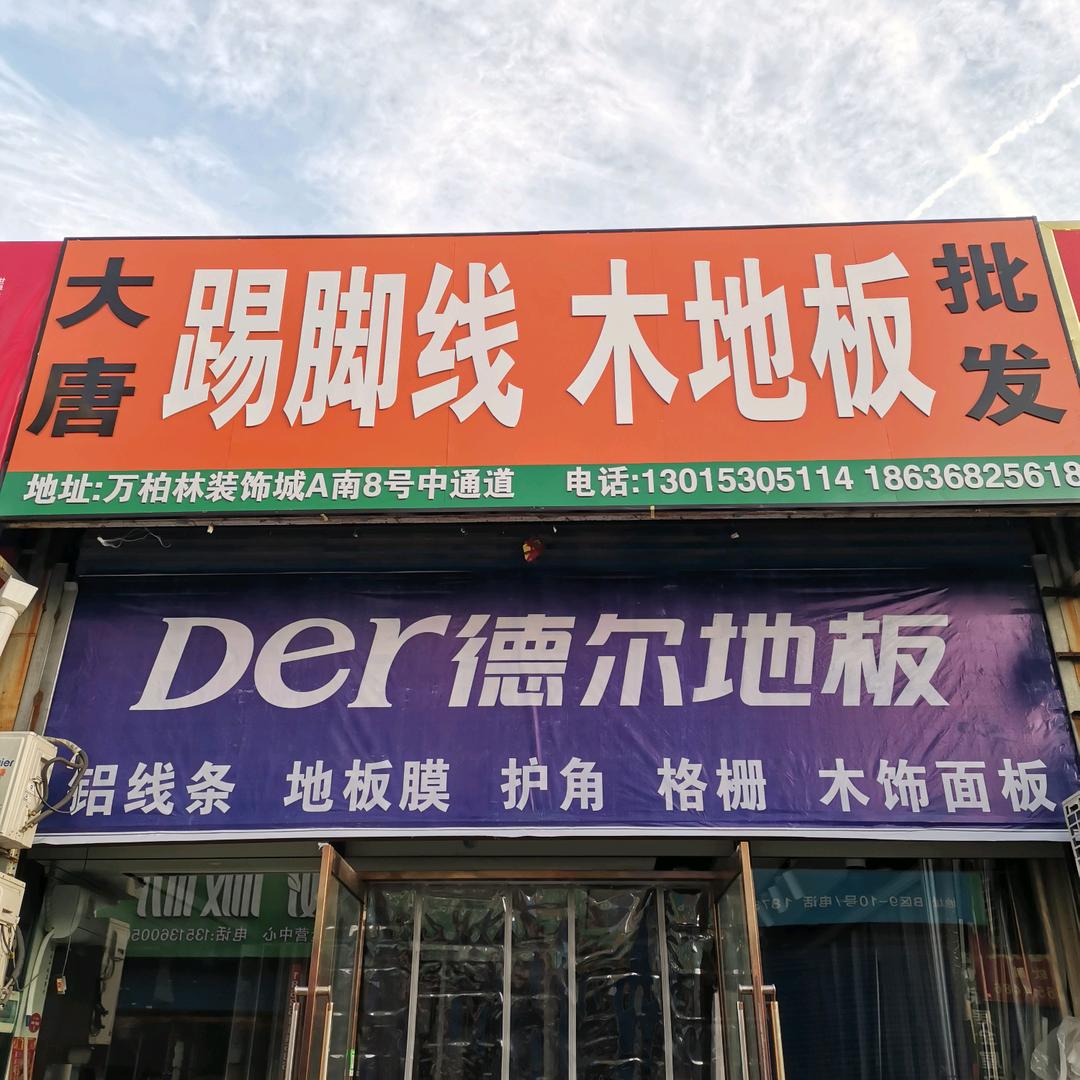 大唐 踢脚线 木地板 批发
地址:万柏林装饰城A南8号中通道 电话:13015305114 18636825618
Der德尔地板
铝线条 地板膜 护角 格栅 木饰面板